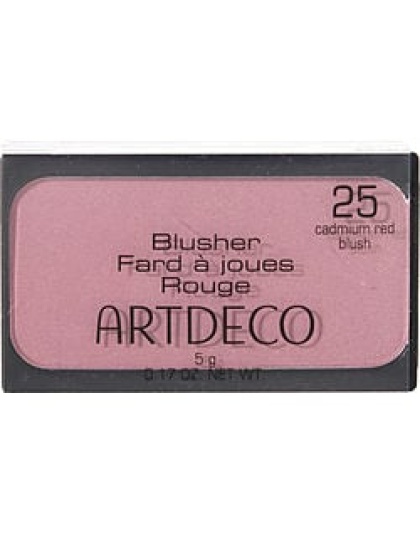 25
cadmium red
blush
Blusher
Fard à joues
Rouge
ARTDECO
5 g
0.17 OZ. NET WT.